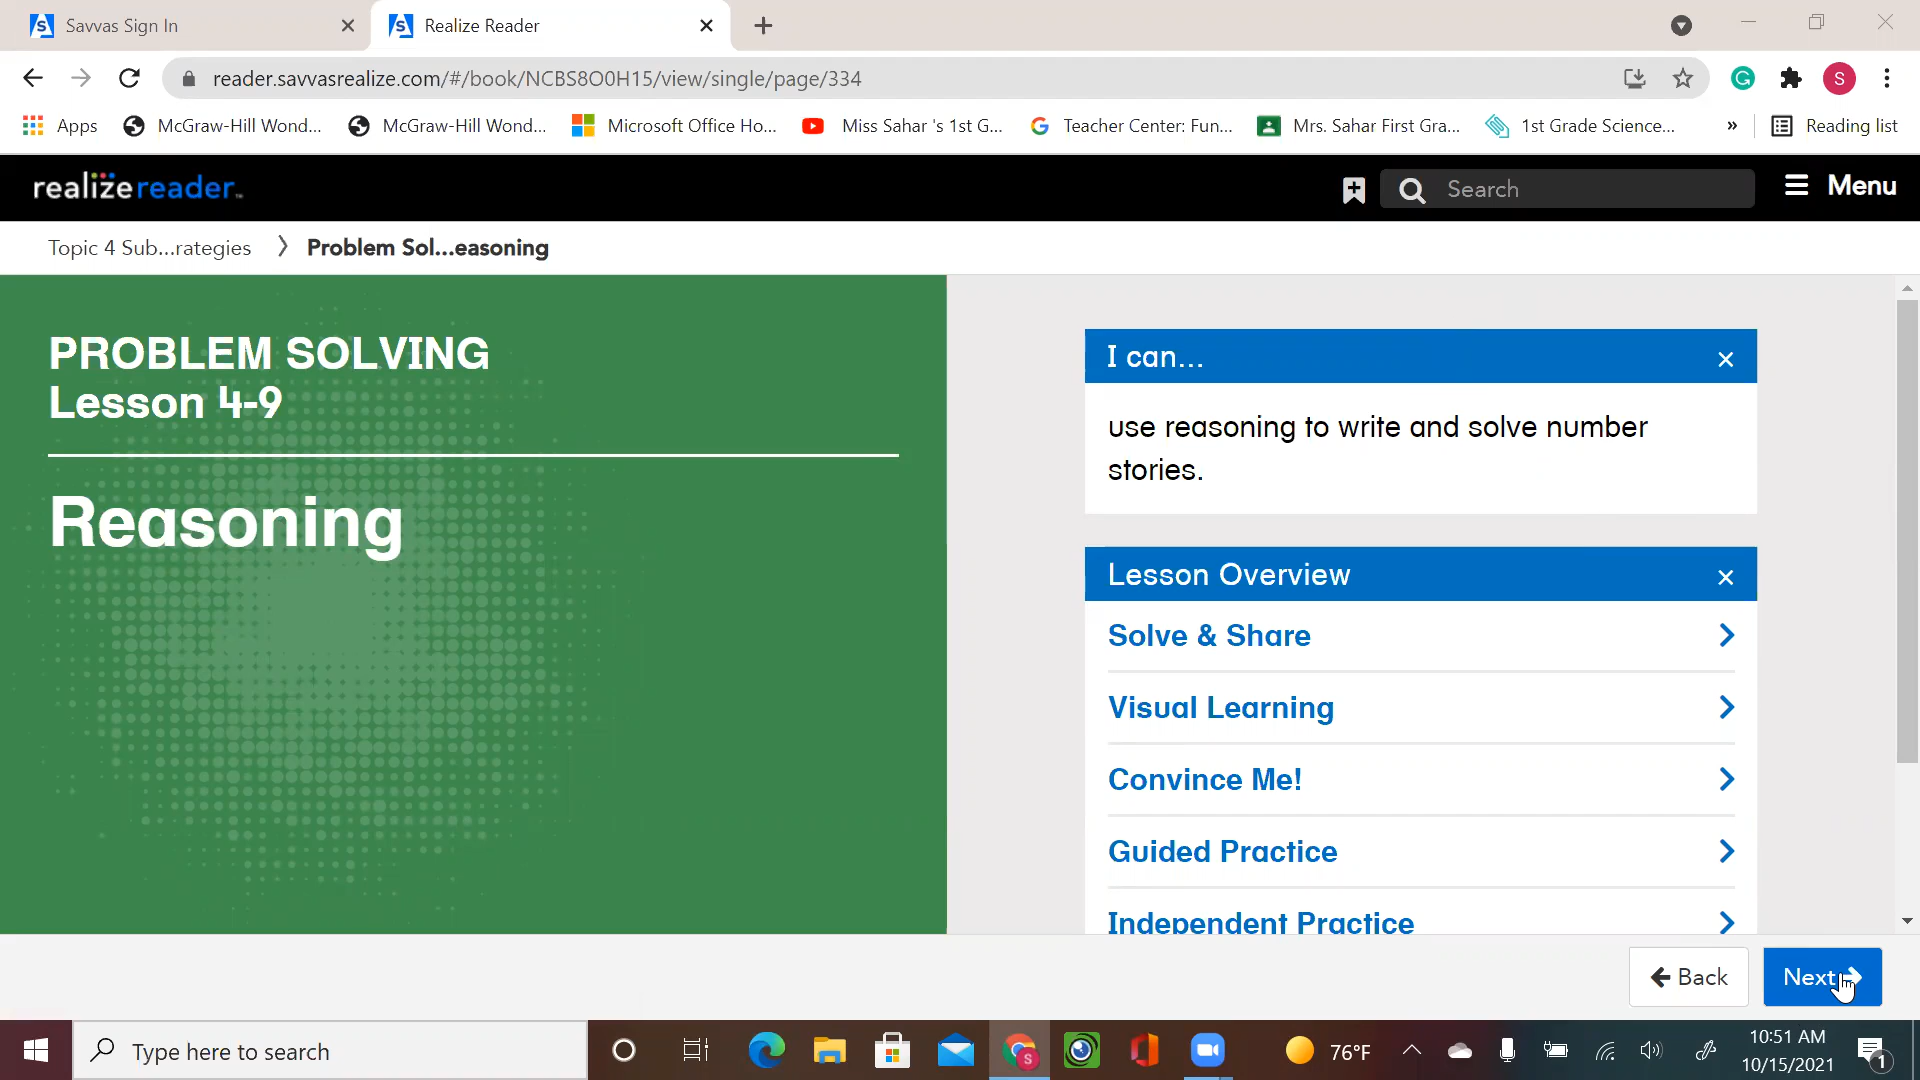 Savvas Sign In
Realize Reader
reader.savvasrealize.com/#/book/NCBS8O0H15/view/single/page/334
S
Apps
McGraw-Hill Wond...
McGraw-Hill Wond...
Microsoft Office Ho...
Miss Sahar 's 1st G...
Teacher Center: Fun...
Mrs. Sahar First Gra...
1st Grade Science...
»
Reading list
realizereader™
Search
Menu
Topic 4 Sub...rategies
Problem Sol...easoning
PROBLEM SOLVING
Lesson 4-9
Reasoning
I can...
use reasoning to write and solve number
stories.
Lesson Overview
Solve & Share
Visual Learning
Convince Me!
Guided Practice
Independent Practice
Back
Next
Type here to search
76°F
10:51 AM
10/15/2021
1